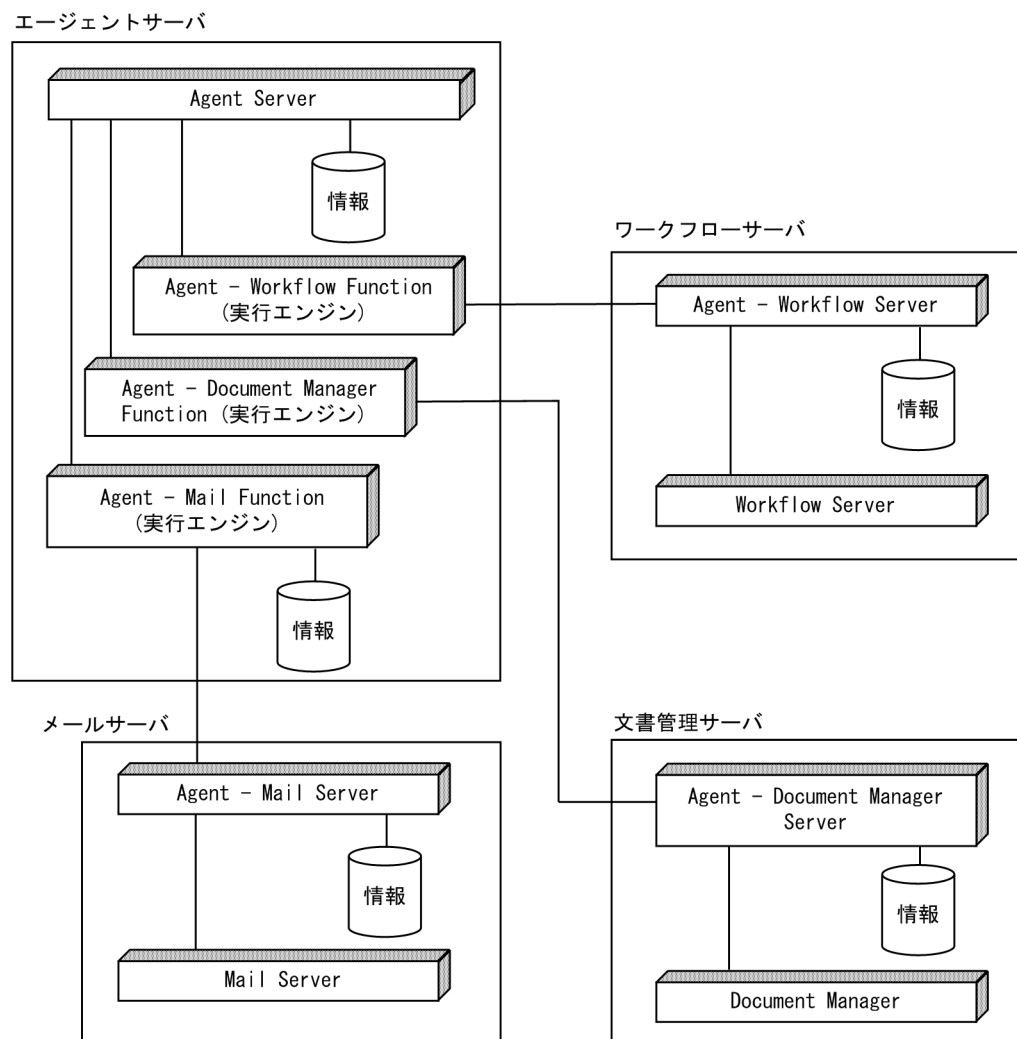 エージェントサーバ
Agent Server
情報
Agent − Workflow Function
(実行エンジン)
Agent − Document Manager
Function (実行エンジン)
Agent − Mail Function
(実行エンジン)
情報
ワークフローサーバ
Agent − Workflow Server
情報
Workflow Server
メールサーバ
Agent − Mail Server
情報
Mail Server
文書管理サーバ
Agent − Document Manager
Server
情報
Document Manager